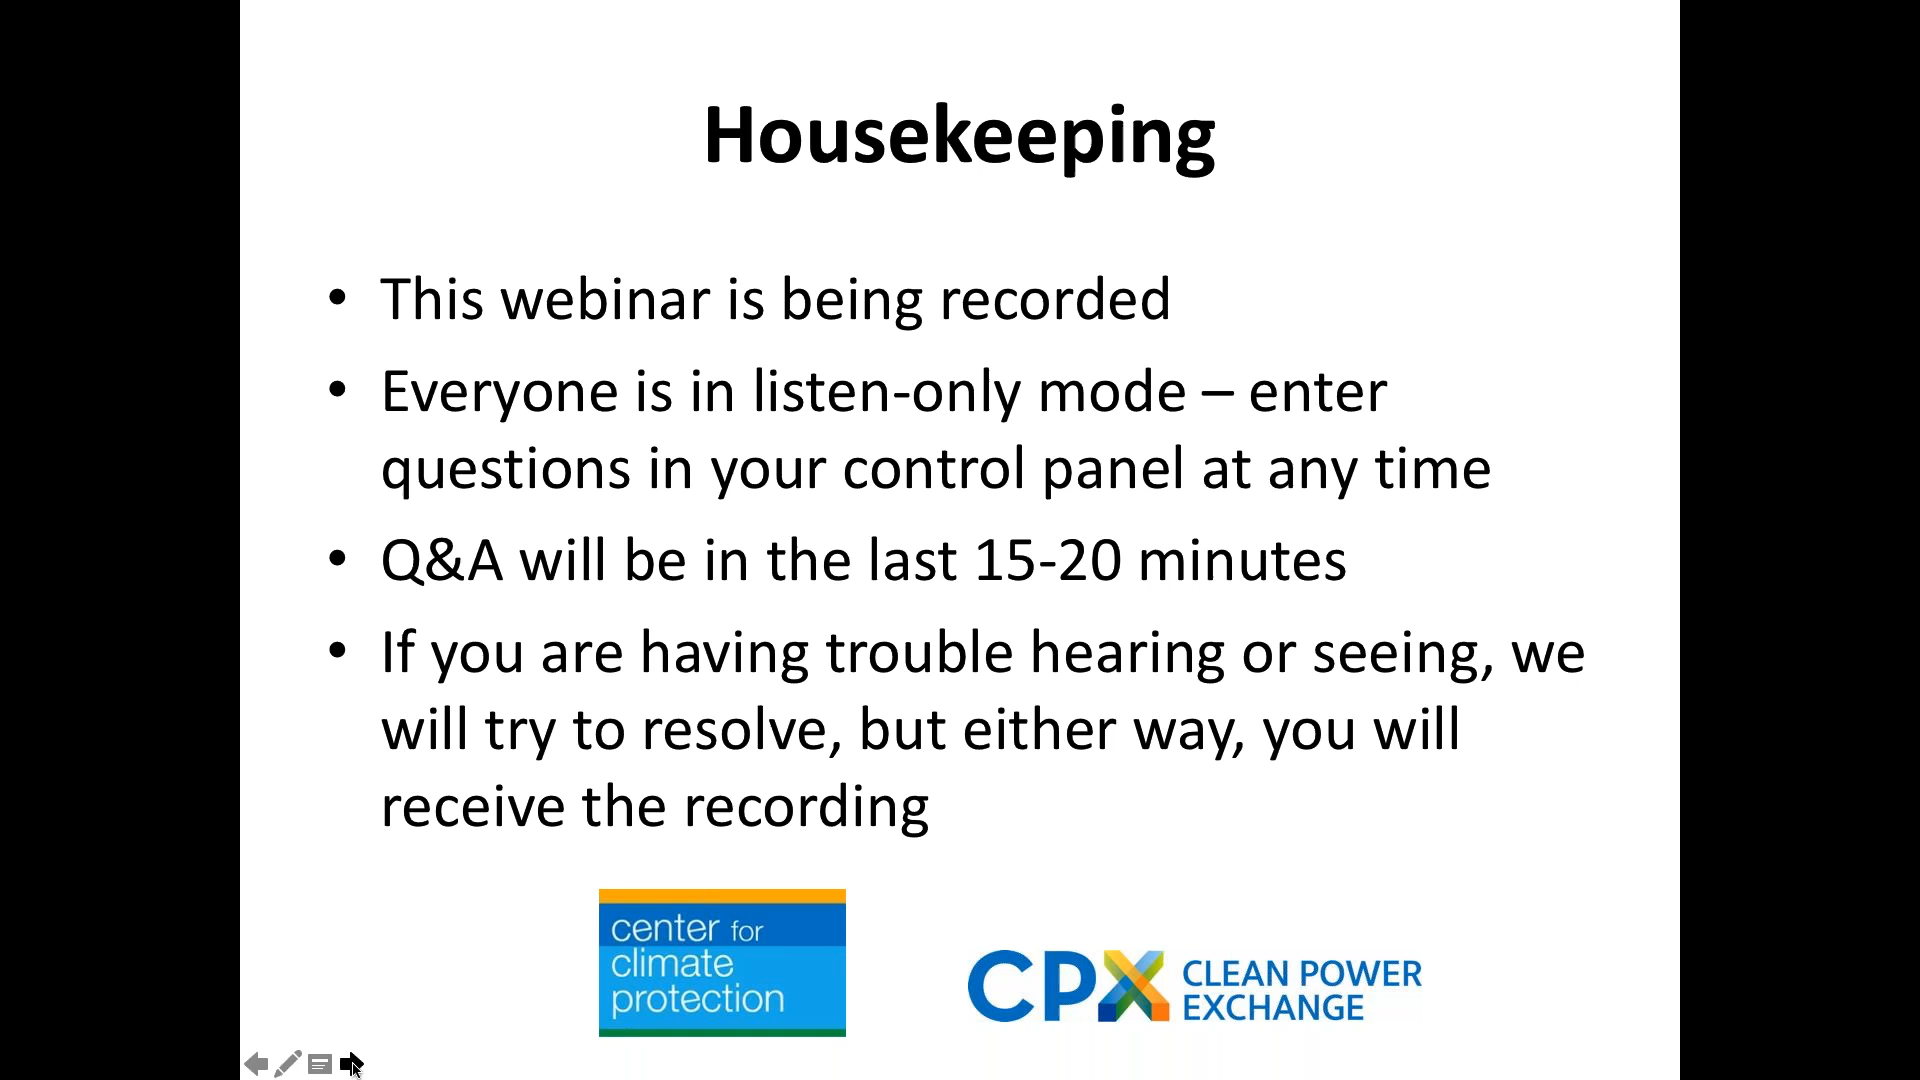 Housekeeping
• This webinar is being recorded
• Everyone is in listen-only mode – enter
questions in your control panel at any time
• Q&A will be in the last 15-20 minutes
• If you are having trouble hearing or seeing, we
will try to resolve, but either way, you will
receive the recording
center for
climate
protection
CPX
CLEAN POWER
EXCHANGE